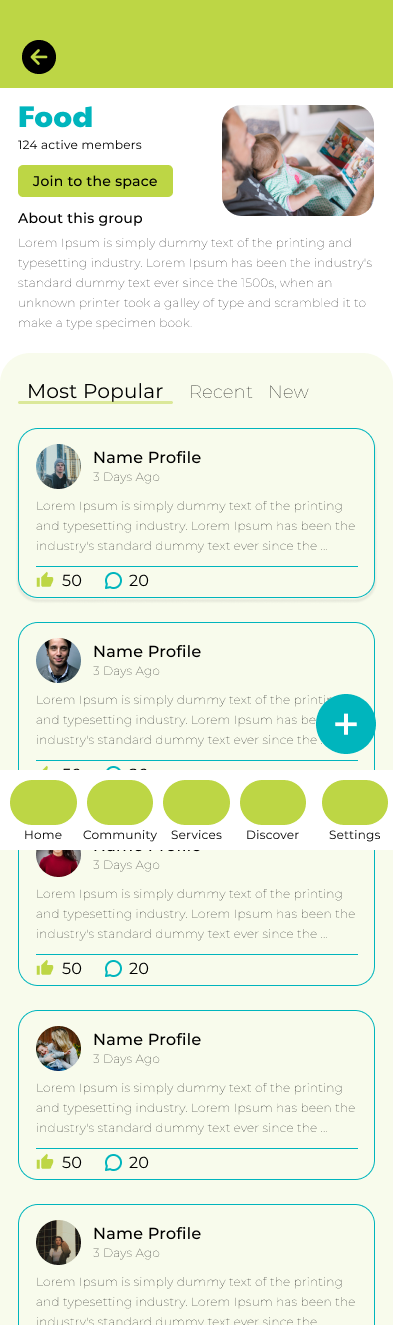 Food
124 active members
Join to the space
About this group
Lorem Ipsum is simply dummy text of the printing and
typesetting industry. Lorem Ipsum has been the industry's
standard dummy text ever since the 1500s, when an
unknown printer took a galley of type and scrambled it to
make a type specimen book.
Most Popular Recent New
Name Profile
3 Days Ago
Lorem Ipsum is simply dummy text of the printing
and typesetting industry. Lorem Ipsum has been the
industry's standard dummy text ever since the ...
50 20
Name Profile
3 Days Ago
Lorem Ipsum is simply dummy text of the
and typesetting industry. Lorem Ipsum has
industry's standard dummy text ever since the ...
Home Community Services Discover Settings
3 Days Ago
Lorem Ipsum is simply dummy text of the printing
and typesetting industry. Lorem Ipsum has been the
industry's standard dummy text ever since the ...
50 20
Name Profile
3 Days Ago
Lorem Ipsum is simply dummy text of the printing
and typesetting industry. Lorem Ipsum has been the
industry's standard dummy text ever since the ...
50 20
Name Profile
3 Days Ago
Lorem Ipsum is simply dummy text of the printing
and typesetting industry. Lorem Ipsum has been the
industry's standard dummy text ever since the ...